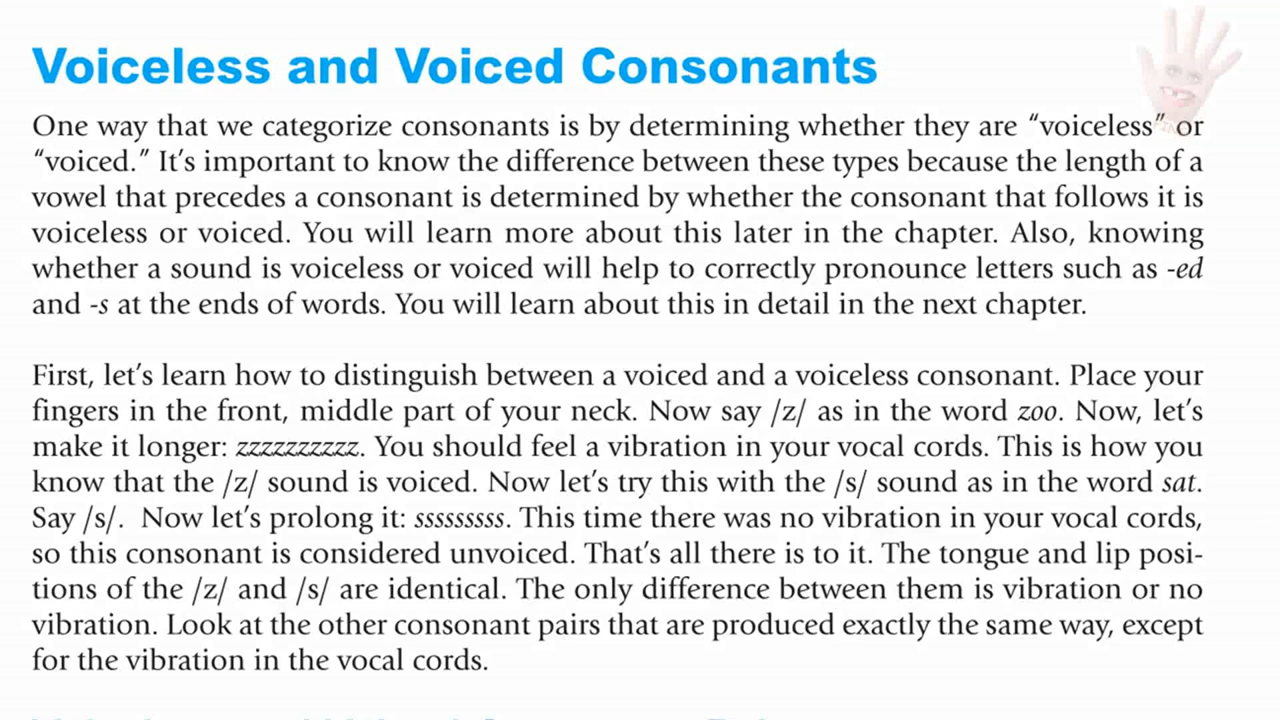 Voiceless and Voiced Consonants
One way that we categorize consonants is by determining whether they are “voiceless” or
“voiced.” It’s important to know the difference between these types because the length of a
vowel that precedes a consonant is determined by whether the consonant that follows it is
voiceless or voiced. You will learn more about this later in the chapter. Also, knowing
whether a sound is voiceless or voiced will help to correctly pronounce letters such as -ed
and -s at the ends of words. You will learn about this in detail in the next chapter.
First, let’s learn how to distinguish between a voiced and a voiceless consonant. Place your
fingers in the front, middle part of your neck. Now say /z/ as in the word zoo. Now, let’s
make it longer: zzzzzzzzzz. You should feel a vibration in your vocal cords. This is how you
know that the /z/ sound is voiced. Now let’s try this with the /s/ sound as in the word sat.
Say /s/. Now let’s prolong it: sssssssss. This time there was no vibration in your vocal cords,
so this consonant is considered unvoiced. That’s all there is to it. The tongue and lip posi-
tions of the /z/ and /s/ are identical. The only difference between them is vibration or no
vibration. Look at the other consonant pairs that are produced exactly the same way, except
for the vibration in the vocal cords.